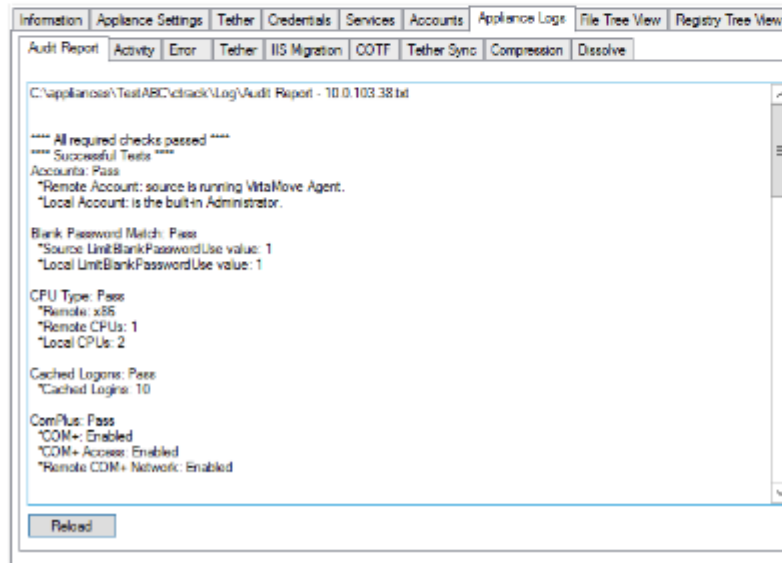 Information Appliance Settings Tether Credentials Services Accounts Appliance Logs File Tree View Registry Tree View
Audit Report Activity Error Tether IIS Migration COTF Tether Sync Compression Dissolve
C:\appliances\TestABC\ctrack\Log\Audit Report - 10.0.103.38.txt
**** All required checks passed ****
**** Successful Tests ****
Accounts: Pass
*Remote Account: source is running VirtaMove Agent.
*Local Account: is the built-in Administrator.
Blank Password Match: Pass
*Source LimitBlankPasswordUse value: 1
*Local LimitBlankPasswordUse value: 1
CPU Type: Pass
*Remote: x86
*Remote CPUs: 1
*Local CPUs: 2
Cached Logons: Pass
*Cached Logins: 10
ComPlus: Pass
*COM+: Enabled
*COM+ Access: Enabled
*Remote COM+ Network: Enabled
Reload